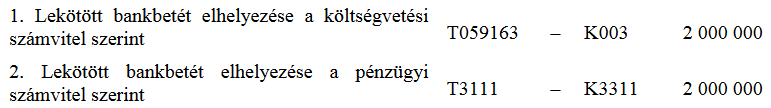 1. Lekötött bankbetét elhelyezése a költségvetési
számvitel szerint T059163 – K003 2 000 000
2. Lekötött bankbetét elhelyezése a pénzügyi
számvitel szerint T3111 – K3311 2 000 000